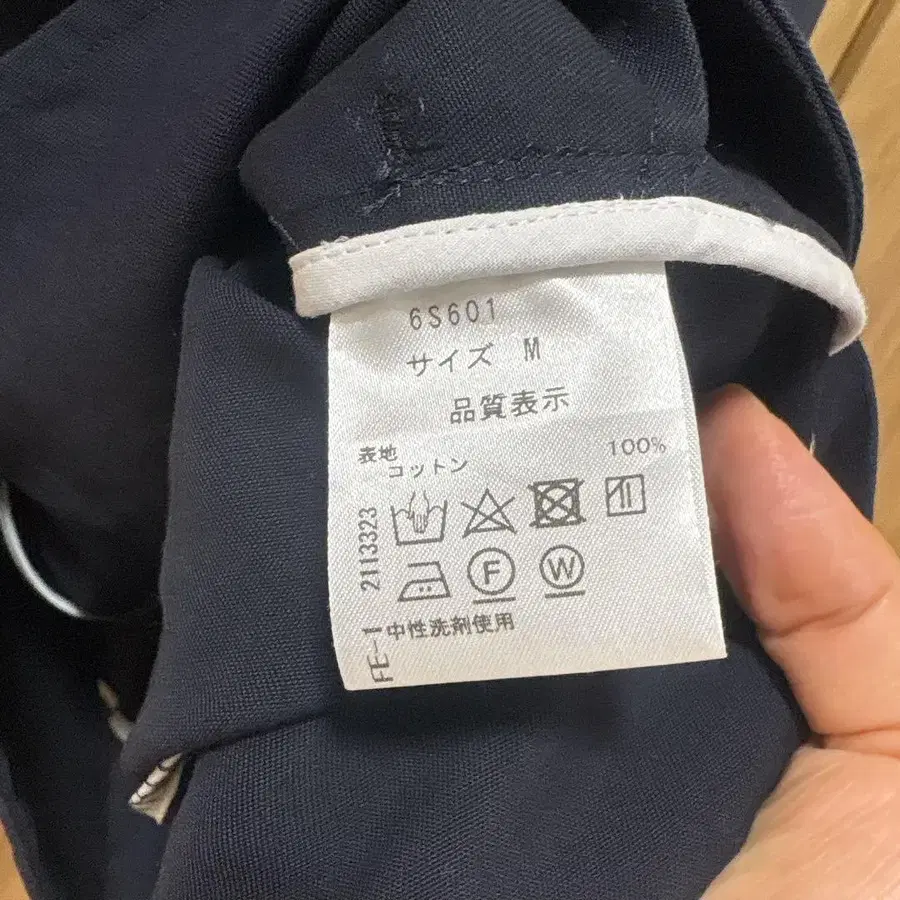 6S601
サイズ M
品質表示
表地
コットン 100%
F W
中性洗剤使用
FE-1 2113323